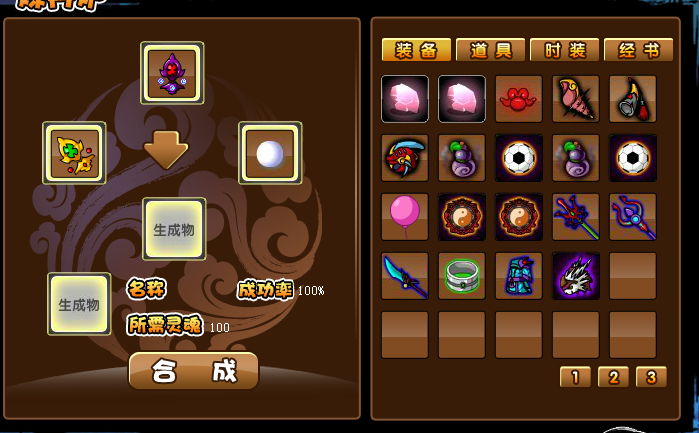 装备 道具 时装 经书
生成物
生成物
名称 成功率 100%
所需灵魂 100
合 成
1 2 3